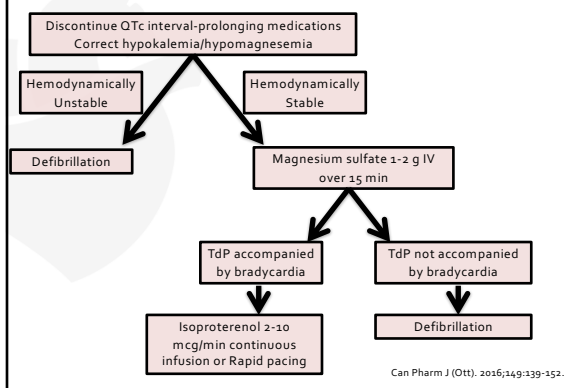 Discontinue QTc interval-prolonging medications
Correct hypokalemia/hypomagnesemia
Hemodynamically
Unstable
Hemodynamically
Stable
Defibrillation
Magnesium sulfate 1-2 g IV
over 15 min
TdP accompanied
by bradycardia
TdP not accompanied
by bradycardia
Isoproterenol 2-10
mcg/min continuous
infusion or Rapid pacing
Defibrillation
Can Pharm J (Ott). 2016;149:139-152.